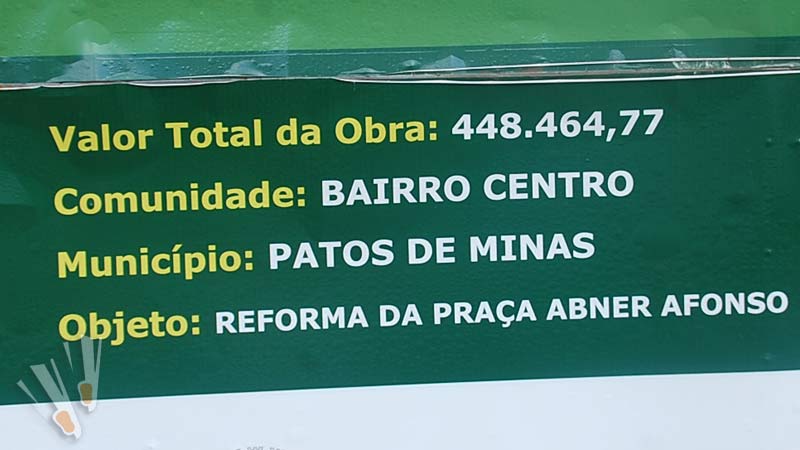 Valor Total da Obra: 448.464,77
Comunidade: BAIRRO CENTRO
Município: PATOS DE MINAS
Objeto: REFORMA DA PRAÇA ABNER AFONSO